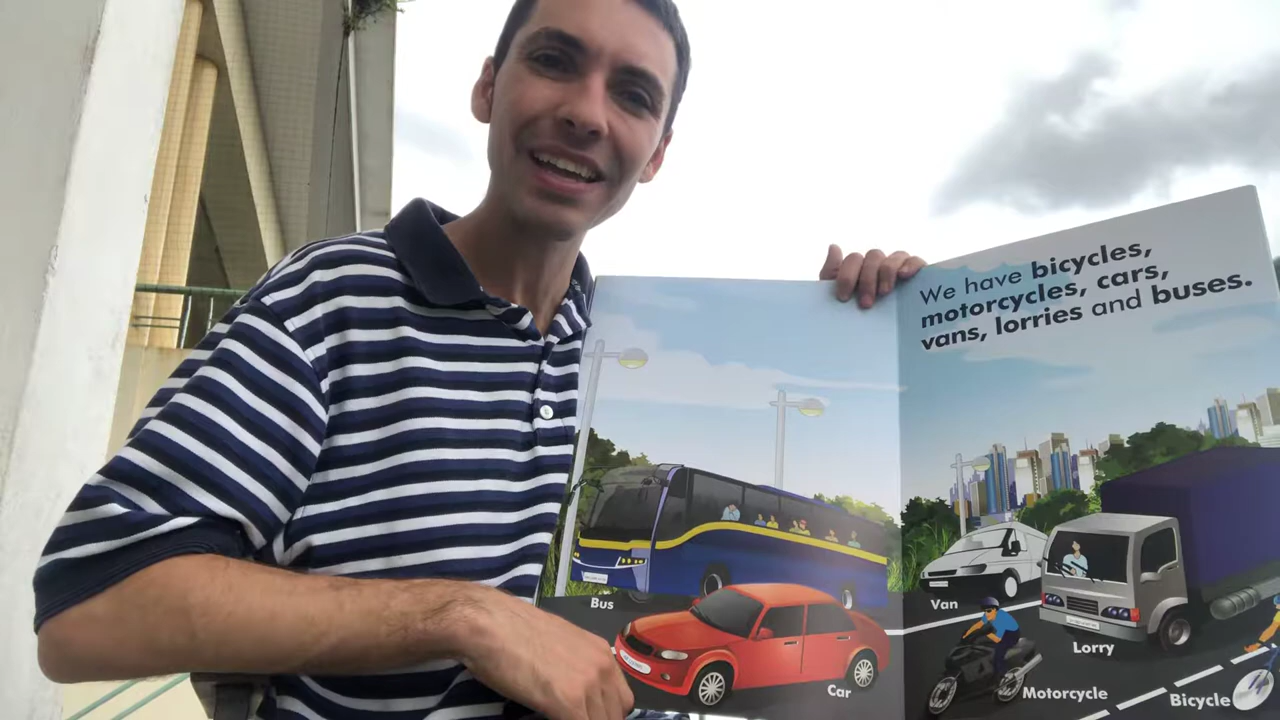 We have bicycles,
motorcycles, cars,
vans, lorries and buses.
Bus
Car
Van
Lorry
Motorcycle
Bicycle